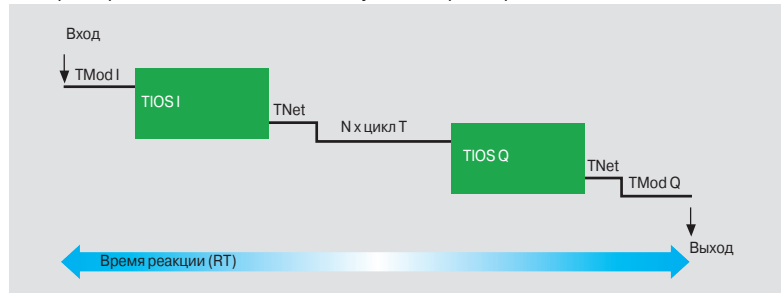 Вход
TMod I
TIOS I
TNet
N x цикл T
TIOS Q
TNet
TMod Q
Выход
Время реакции (RT)